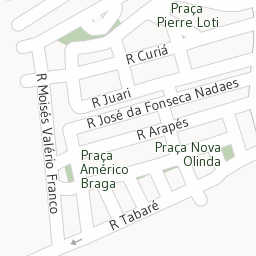 Praça
Pierre Loti
R Curiá
R Juari
R José da Fonseca Nadaes
R Arapés
R Moisés Valério Franco
Praça
Américo
Braga
Praça Nova
Olinda
R Tabaré